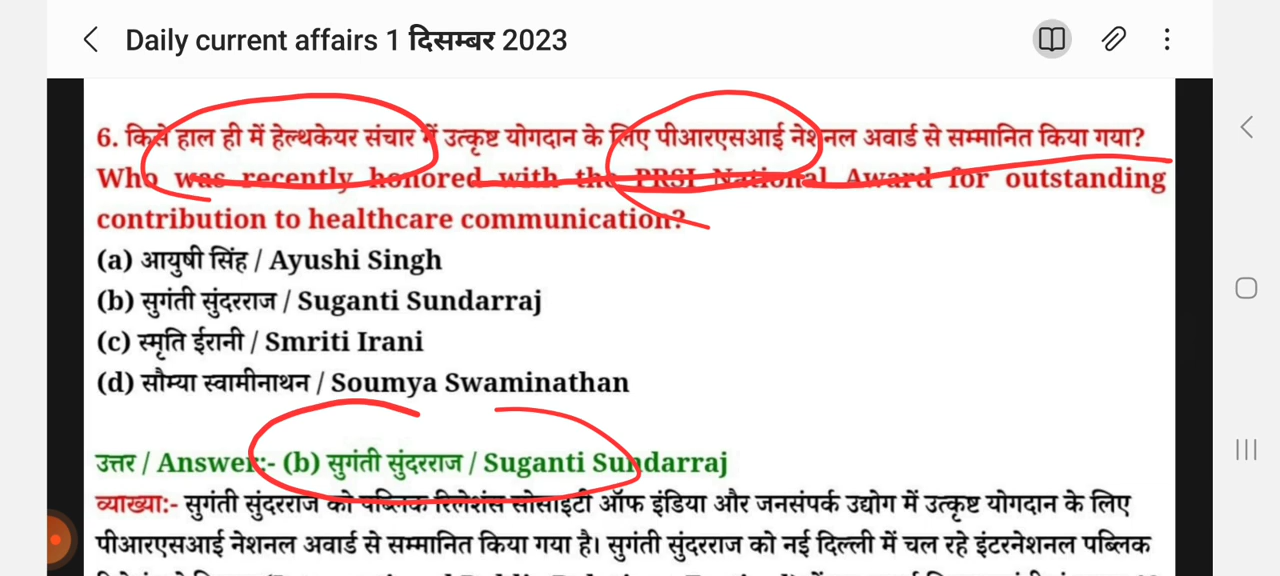 Daily current affairs 1 दिसम्बर 2023
6. किसे हाल ही में हेल्थकेयर संचार में उत्कृष्ट योगदान के लिए पीआरएसआई नेशनल अवार्ड से सम्मानित किया गया?
Who was recently honored with the PRSI National Award for outstanding
contribution to healthcare communication?
(a) आयुषी सिंह / Ayushi Singh
(b) सुगंती सुंदरराज / Suganti Sundarraj
(c) स्मृति ईरानी / Smriti Irani
(d) सौम्या स्वामीनाथन / Soumya Swaminathan
उत्तर / Answer:- (b) सुगंती सुंदरराज / Suganti Sundarraj
व्याख्या:- सुगंती सुंदरराज को पब्लिक रिलेशंस सोसाइटी ऑफ इंडिया और जनसंपर्क उद्योग में उत्कृष्ट योगदान के लिए
पीआरएसआई नेशनल अवार्ड से सम्मानित किया गया है। सुगंती सुंदरराज को नई दिल्ली में चल रहे इंटरनेशनल पब्लिक